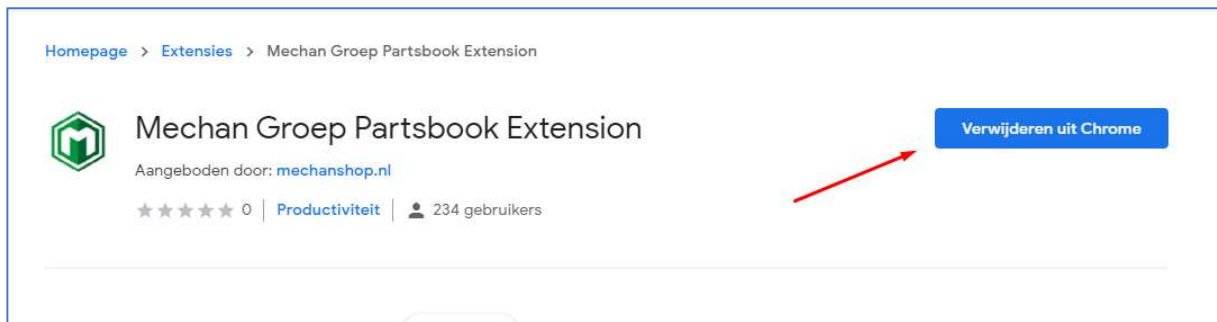 Homepage > Extensies > Mechan Groep Partsbook Extension
Mechan Groep Partsbook Extension
Verwijderen uit Chrome
Aangeboden door: mechanshop.nl
0 | Productiviteit | 234 gebruikers